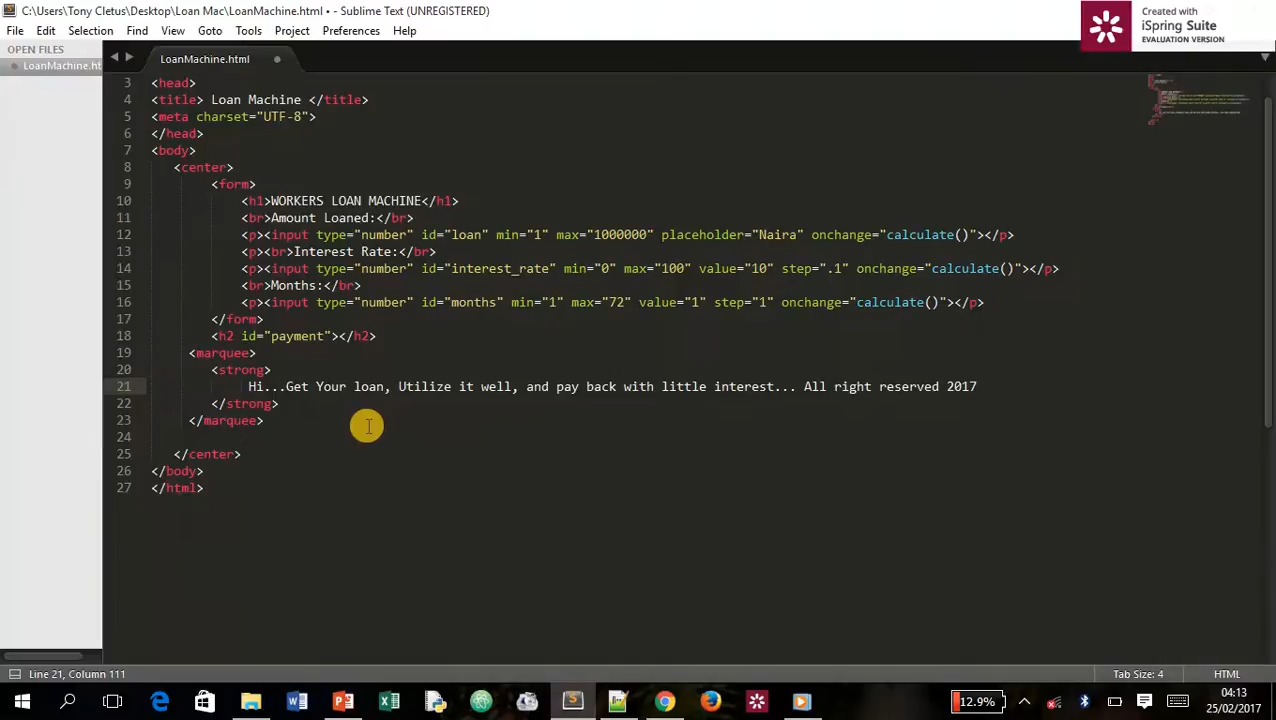 C:\Users\Tony Cletus\Desktop\Loan Mac\LoanMachine.html • - Sublime Text (UNREGISTERED)
File Edit Selection Find View Goto Tools Project Preferences Help
Created with
iSpring Suite
EVALUATION VERSION
OPEN FILES
LoanMachine.ht
LoanMachine.html
3 <head>
4 <title> Loan Machine </title>
5 <meta charset="UTF-8">
6 </head>
7 <body>
8 <center>
9 <form>
10 <h1>WORKERS LOAN MACHINE</h1>
11 <br>Amount Loaned:</br>
12 <p><input type="number" id="loan" min="1" max="1000000" placeholder="Naira" onchange="calculate()"></p>
13 <p><br>Interest Rate:</br>
14 <p><input type="number" id="interest_rate" min="0" max="100" value="10" step=".1" onchange="calculate()"></p>
15 <br>Months:</br>
16 <p><input type="number" id="months" min="1" max="72" value="1" step="1" onchange="calculate()"></p>
17 </form>
18 <h2 id="payment"></h2>
19 <marquee>
20 <strong>
21 Hi...Get Your loan, Utilize it well, and pay back with little interest... All right reserved 2017
22 </strong>
23 </marquee>
24
25 </center>
26 </body>
27 </html>
Line 21, Column 111
Tab Size: 4
HTML
12.9%
04:13
25/02/2017